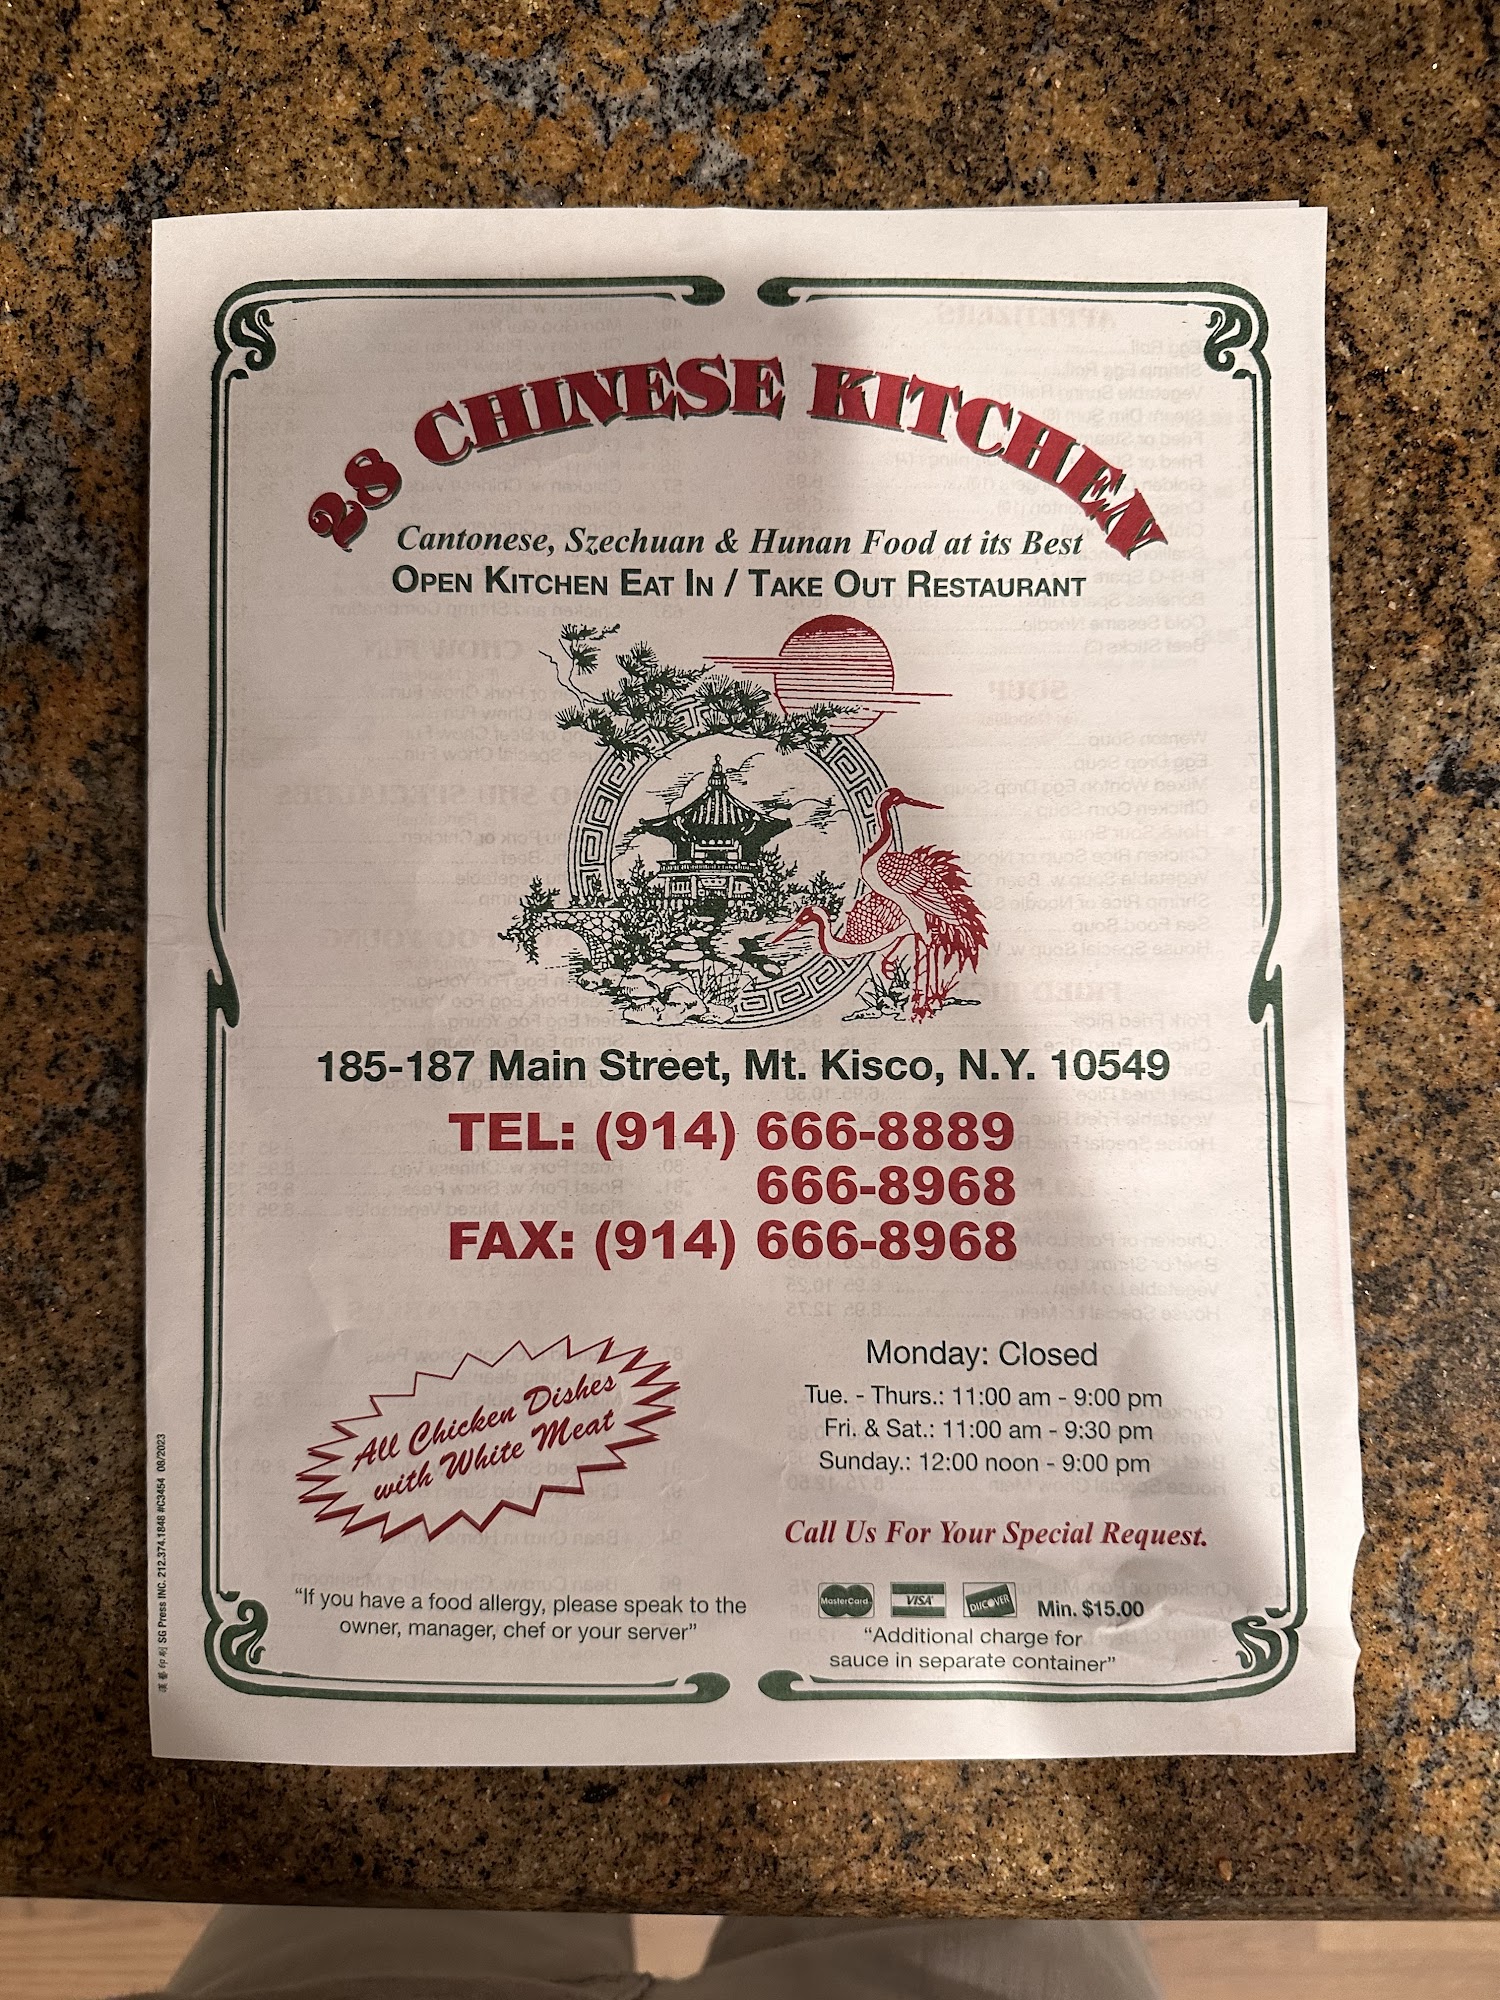 28 CHINESE KITCHEN
Cantonese, Szechuan & Hunan Food at its Best
OPEN KITCHEN EAT IN / TAKE OUT RESTAURANT
185-187 Main Street, Mt. Kisco, N.Y. 10549
TEL: (914) 666-8889
666-8968
FAX: (914) 666-8968
All Chicken Dishes
with White Meat
Monday: Closed
Tue. - Thurs.: 11:00 am - 9:00 pm
Fri. & Sat.: 11:00 am - 9:30 pm
Sunday.: 12:00 noon - 9:00 pm
Call Us For Your Special Request.
MasterCard VISA DISCOVER Min. $15.00
“If you have a food allergy, please speak to the
owner, manager, chef or your server”
“Additional charge for
sauce in separate container”
漢藝印刷 SG Press INC. 212.374.1848 #C3454 08/2023